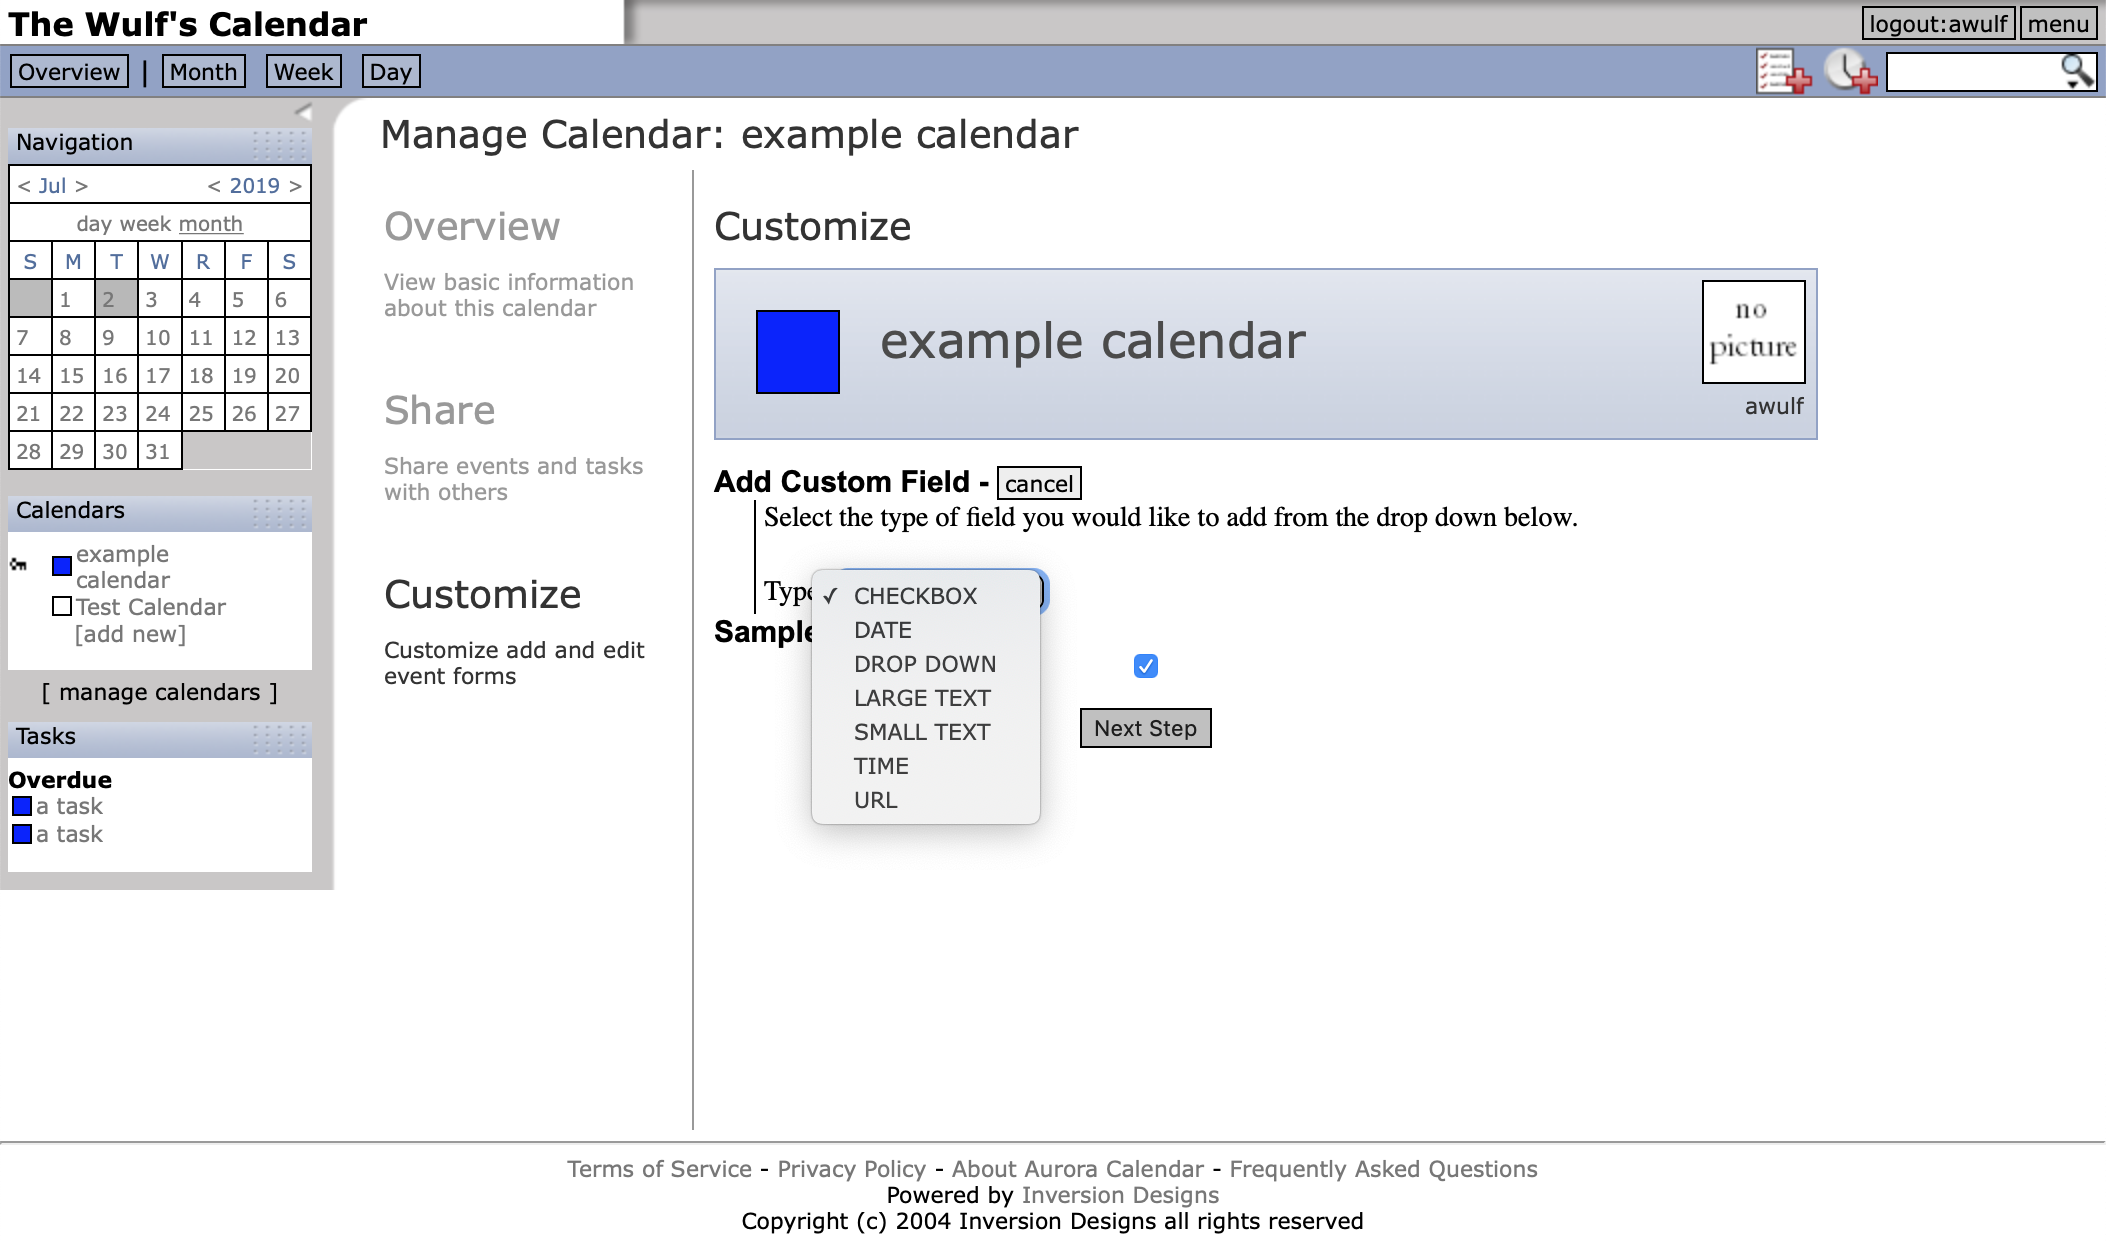 The Wulf's Calendar
logout:awulf menu
Overview | Month Week Day
Navigation
< Jul > < 2019 >
day week month
S M T W R F S
1 2 3 4 5 6
7 8 9 10 11 12 13
14 15 16 17 18 19 20
21 22 23 24 25 26 27
28 29 30 31
Calendars
example
calendar
Test Calendar
[add new]
[ manage calendars ]
Tasks
Overdue
a task
a task
Manage Calendar: example calendar
Overview
View basic information
about this calendar
Share
Share events and tasks
with others
Customize
Customize add and edit
event forms
Customize
example calendar
no
picture
awulf
Add Custom Field - cancel
Select the type of field you would like to add from the drop down below.
Type
Sample
✓ CHECKBOX
DATE
DROP DOWN
LARGE TEXT
SMALL TEXT
TIME
URL
Next Step
Terms of Service - Privacy Policy - About Aurora Calendar - Frequently Asked Questions
Powered by Inversion Designs
Copyright (c) 2004 Inversion Designs all rights reserved